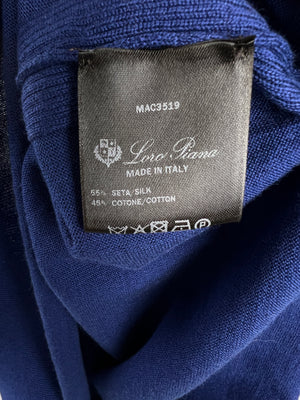 MAC3519
Loro Piana
MADE IN ITALY
55% SETA/SILK
45% COTONE/COTTON